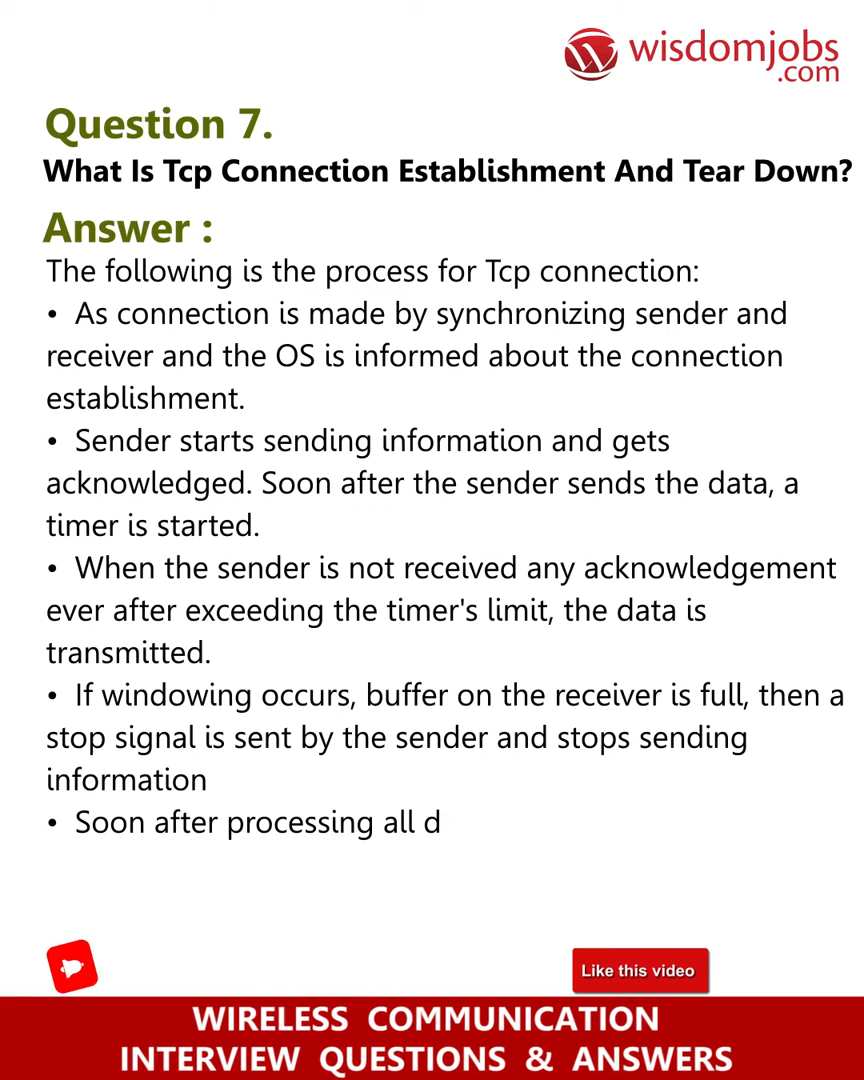 wisdomjobs
.com
Question 7.
What Is Tcp Connection Establishment And Tear Down?
Answer :
The following is the process for Tcp connection:
• As connection is made by synchronizing sender and
receiver and the OS is informed about the connection
establishment.
• Sender starts sending information and gets
acknowledged. Soon after the sender sends the data, a
timer is started.
• When the sender is not received any acknowledgement
ever after exceeding the timer's limit, the data is
transmitted.
• If windowing occurs, buffer on the receiver is full, then a
stop signal is sent by the sender and stops sending
information
• Soon after processing all d
Like this video
WIRELESS COMMUNICATION
INTERVIEW QUESTIONS & ANSWERS